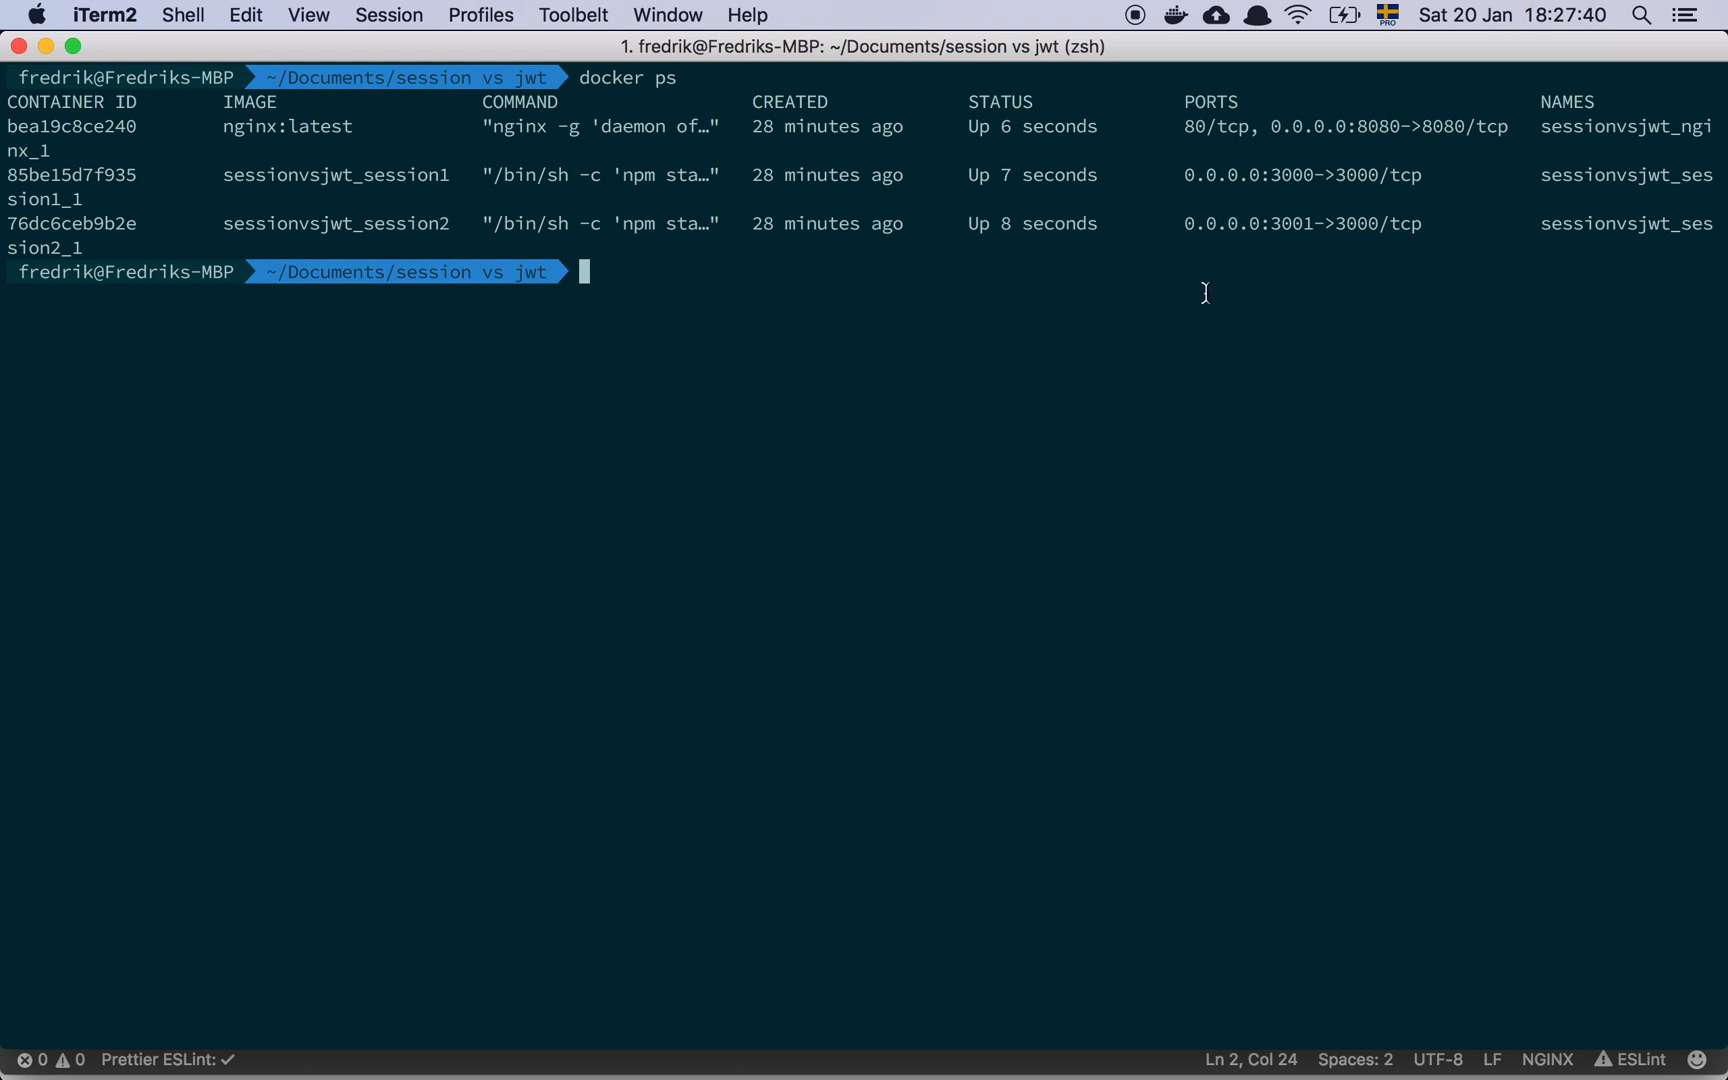 iTerm2 Shell Edit View Session Profiles Toolbelt Window Help PRO Sat 20 Jan 18:27:40
1. fredrik@Fredriks-MBP: ~/Documents/session vs jwt (zsh)
fredrik@Fredriks-MBP ~/Documents/session vs jwt docker ps
CONTAINER ID IMAGE COMMAND CREATED STATUS PORTS NAMES
bea19c8ce240 nginx:latest "nginx -g 'daemon of…" 28 minutes ago Up 6 seconds 80/tcp, 0.0.0.0:8080->8080/tcp sessionvsjwt_ngi
nx_1
85be15d7f935 sessionvsjwt_session1 "/bin/sh -c 'npm sta…" 28 minutes ago Up 7 seconds 0.0.0.0:3000->3000/tcp sessionvsjwt_ses
sion1_1
76dc6ceb9b2e sessionvsjwt_session2 "/bin/sh -c 'npm sta…" 28 minutes ago Up 8 seconds 0.0.0.0:3001->3000/tcp sessionvsjwt_ses
sion2_1
fredrik@Fredriks-MBP ~/Documents/session vs jwt
0 0 Prettier ESLint: ✓ Ln 2, Col 24 Spaces: 2 UTF-8 LF NGINX ESLint